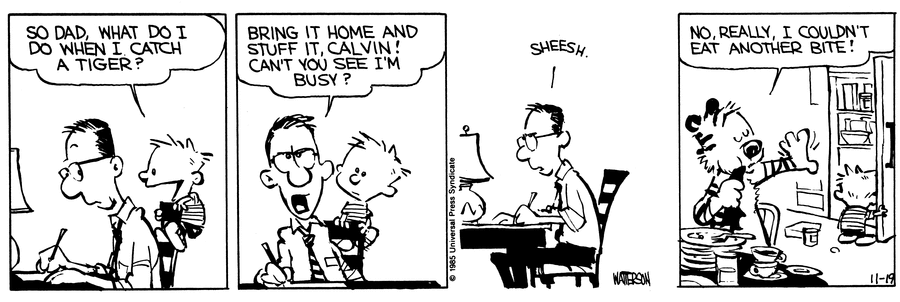 SO DAD, WHAT DO I
DO WHEN I CATCH
A TIGER?
BRING IT HOME AND
STUFF IT, CALVIN!
CAN'T YOU SEE I'M
BUSY?
© 1985 Universal Press Syndicate
SHEESH.
WATTERSON
NO, REALLY, I COULDN'T
EAT ANOTHER BITE!
11-19